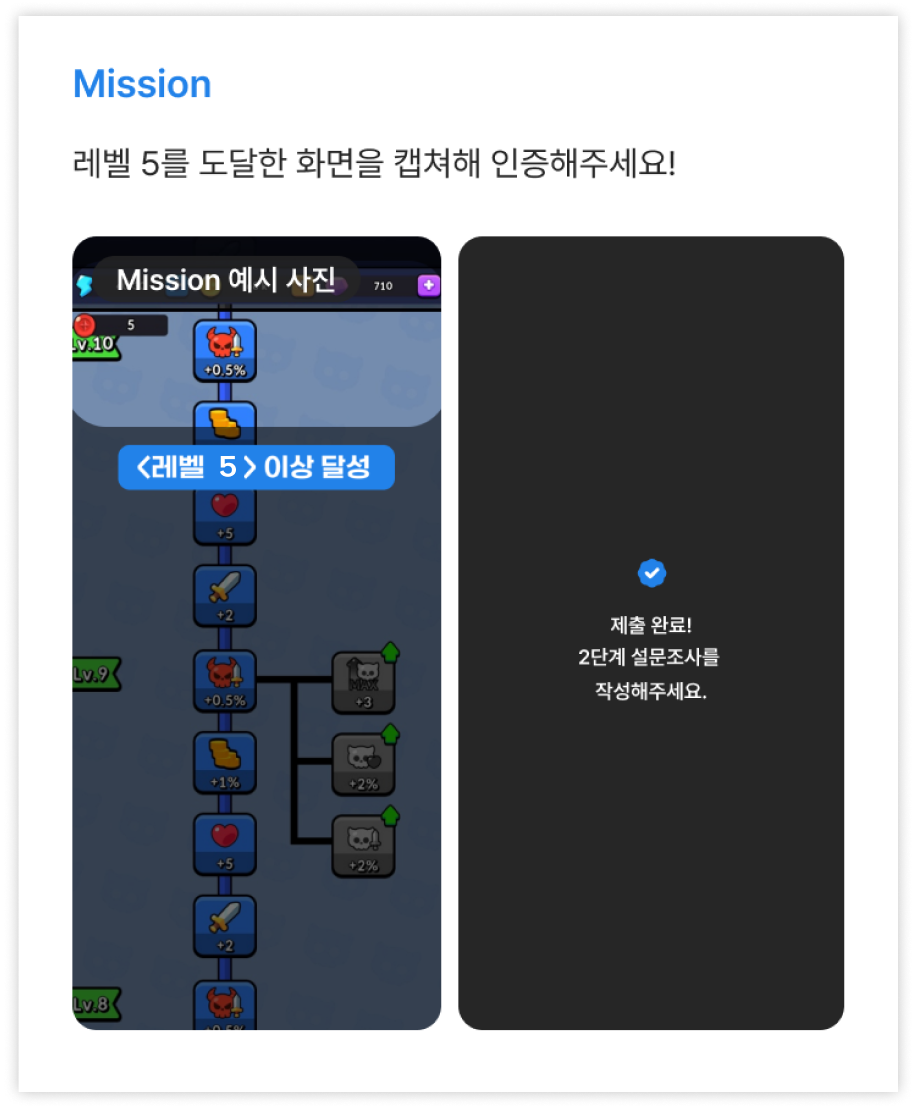 Mission
레벨 5를 도달한 화면을 캡쳐해 인증해주세요!
Mission 예시 사진
710
5
Lv.10
+0.5%
<레벨 5> 이상 달성
+5
+2
Lv.9
+0.5%
MAX
+3
+1%
+2%
+5
+2%
+2
Lv.8
+0.5%
제출 완료!
2단계 설문조사를
작성해주세요.